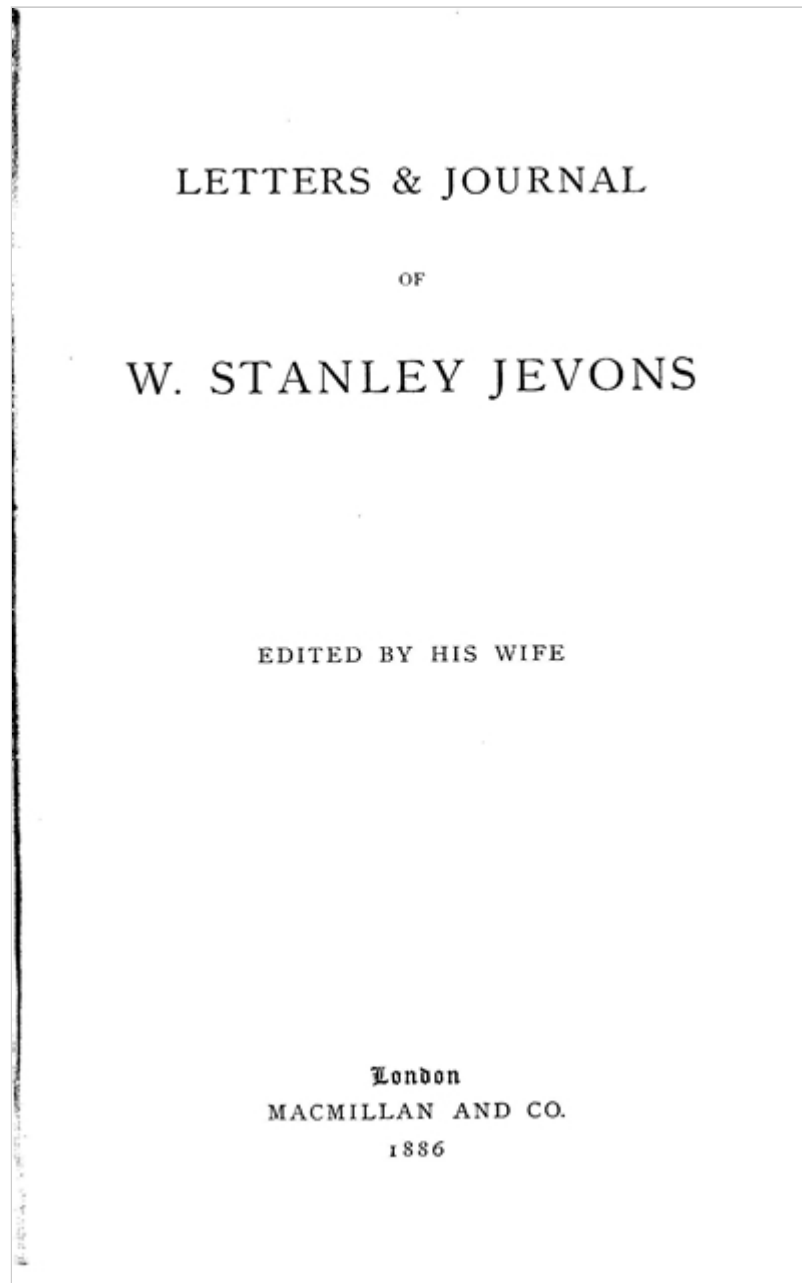 LETTERS & JOURNAL
OF
W. STANLEY JEVONS
EDITED BY HIS WIFE
London
MACMILLAN AND CO.
1886